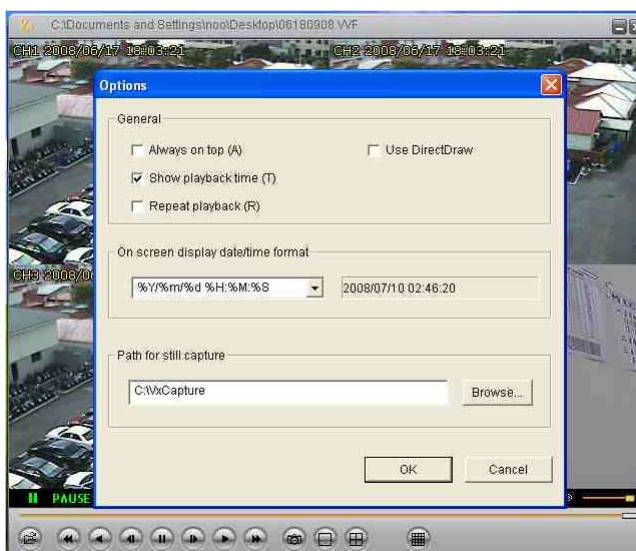 C:\Documents and Settings\noo\Desktop\06180908.VVF
CH1 2008/06/17 18:03:21
CH2 2008/06/17 18:03:21
Options
General
Always on top (A)
Use DirectDraw
Show playback time (T)
Repeat playback (R)
On screen display date/time format
CH3 2008/0
%Y/%m/%d %H:%M:%S
2008/07/10 02:46:20
Path for still capture
C:\VxCapture
Browse...
OK
Cancel
PAUSE